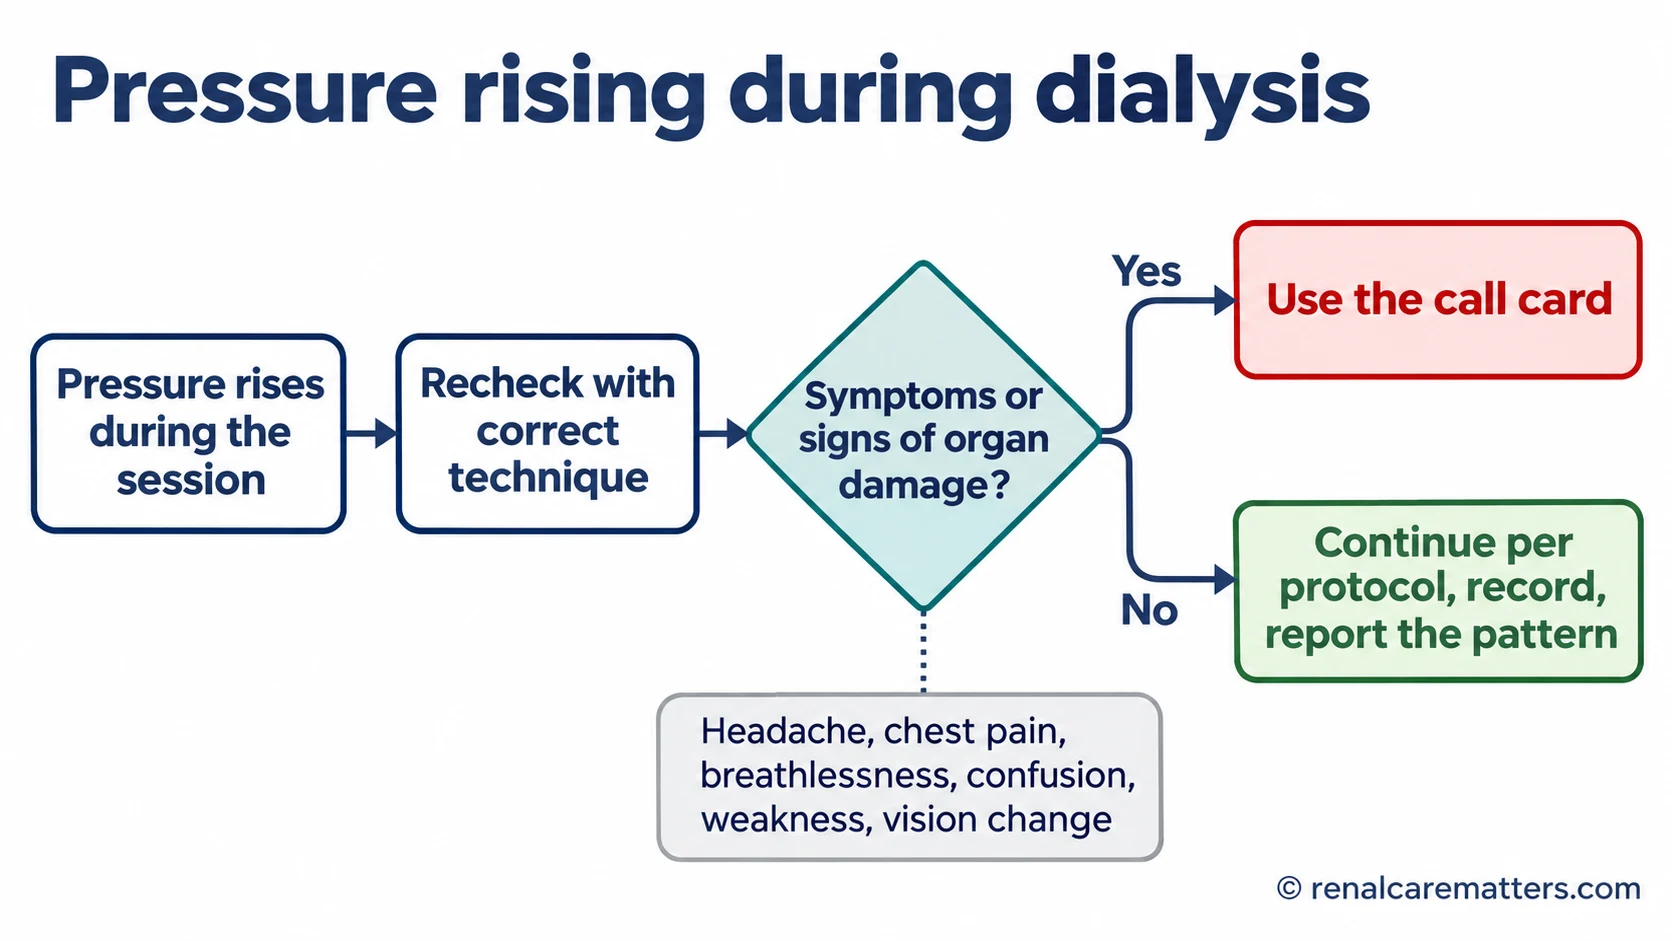 Pressure rising during dialysis
Pressure rises
during the
session
Recheck with
correct
technique
Symptoms or
signs of organ
damage?
Yes
Use the call card
No
Continue per
protocol, record,
report the pattern
Headache, chest pain,
breathlessness, confusion,
weakness, vision change
© renalcarematters.com